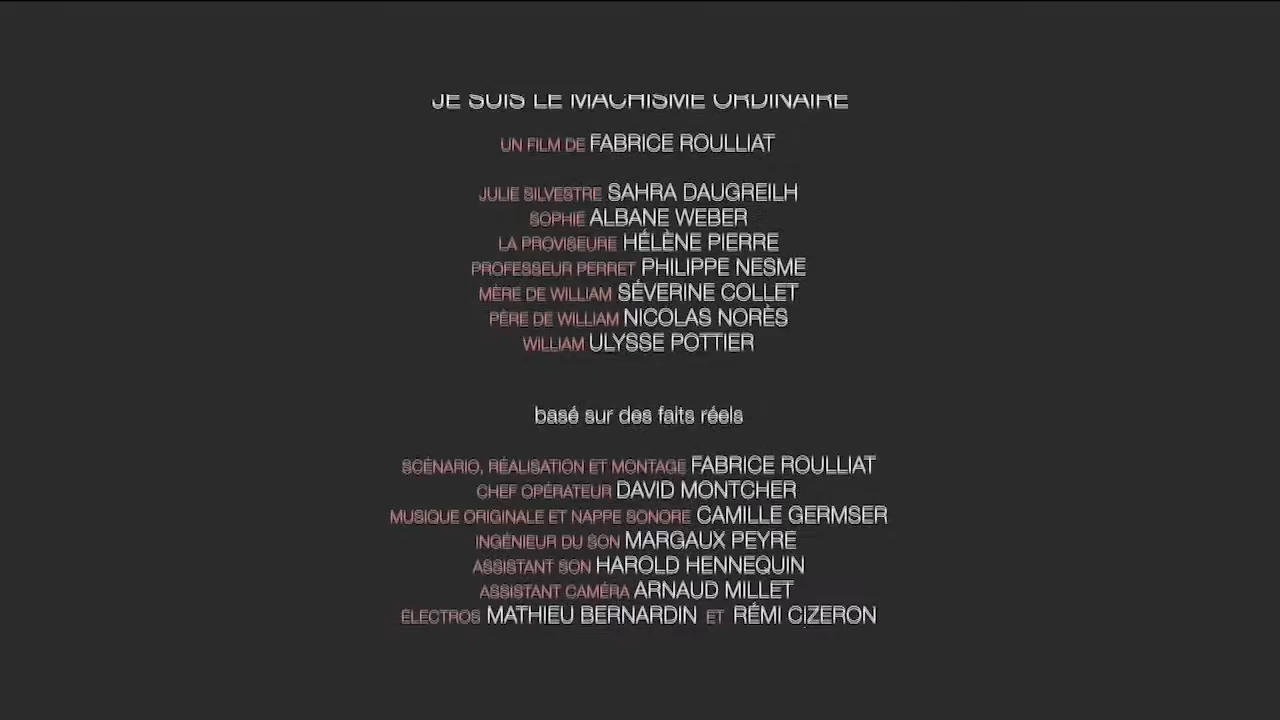 JE SUIS LE MACHISME ORDINAIRE
UN FILM DE FABRICE ROULLIAT
JULIE SILVESTRE SAHRA DAUGREILH
SOPHIE ALBANE WEBER
LA PROVISEURE HÉLÈNE PIERRE
PROFESSEUR PERRET PHILIPPE NESME
MÈRE DE WILLIAM SÉVERINE COLLET
PÈRE DE WILLIAM NICOLAS NORÈS
WILLIAM ULYSSE POTTIER
basé sur des faits réels
SCÉNARIO, RÉALISATION ET MONTAGE FABRICE ROULLIAT
CHEF OPÉRATEUR DAVID MONTCHER
MUSIQUE ORIGINALE ET NAPPE SONORE CAMILLE GERMSER
INGÉNIEUR DU SON MARGAUX PEYRE
ASSISTANT SON HAROLD HENNEQUIN
ASSISTANT CAMÉRA ARNAUD MILLET
ÉLECTROS MATHIEU BERNARDIN ET RÉMI CIZERON